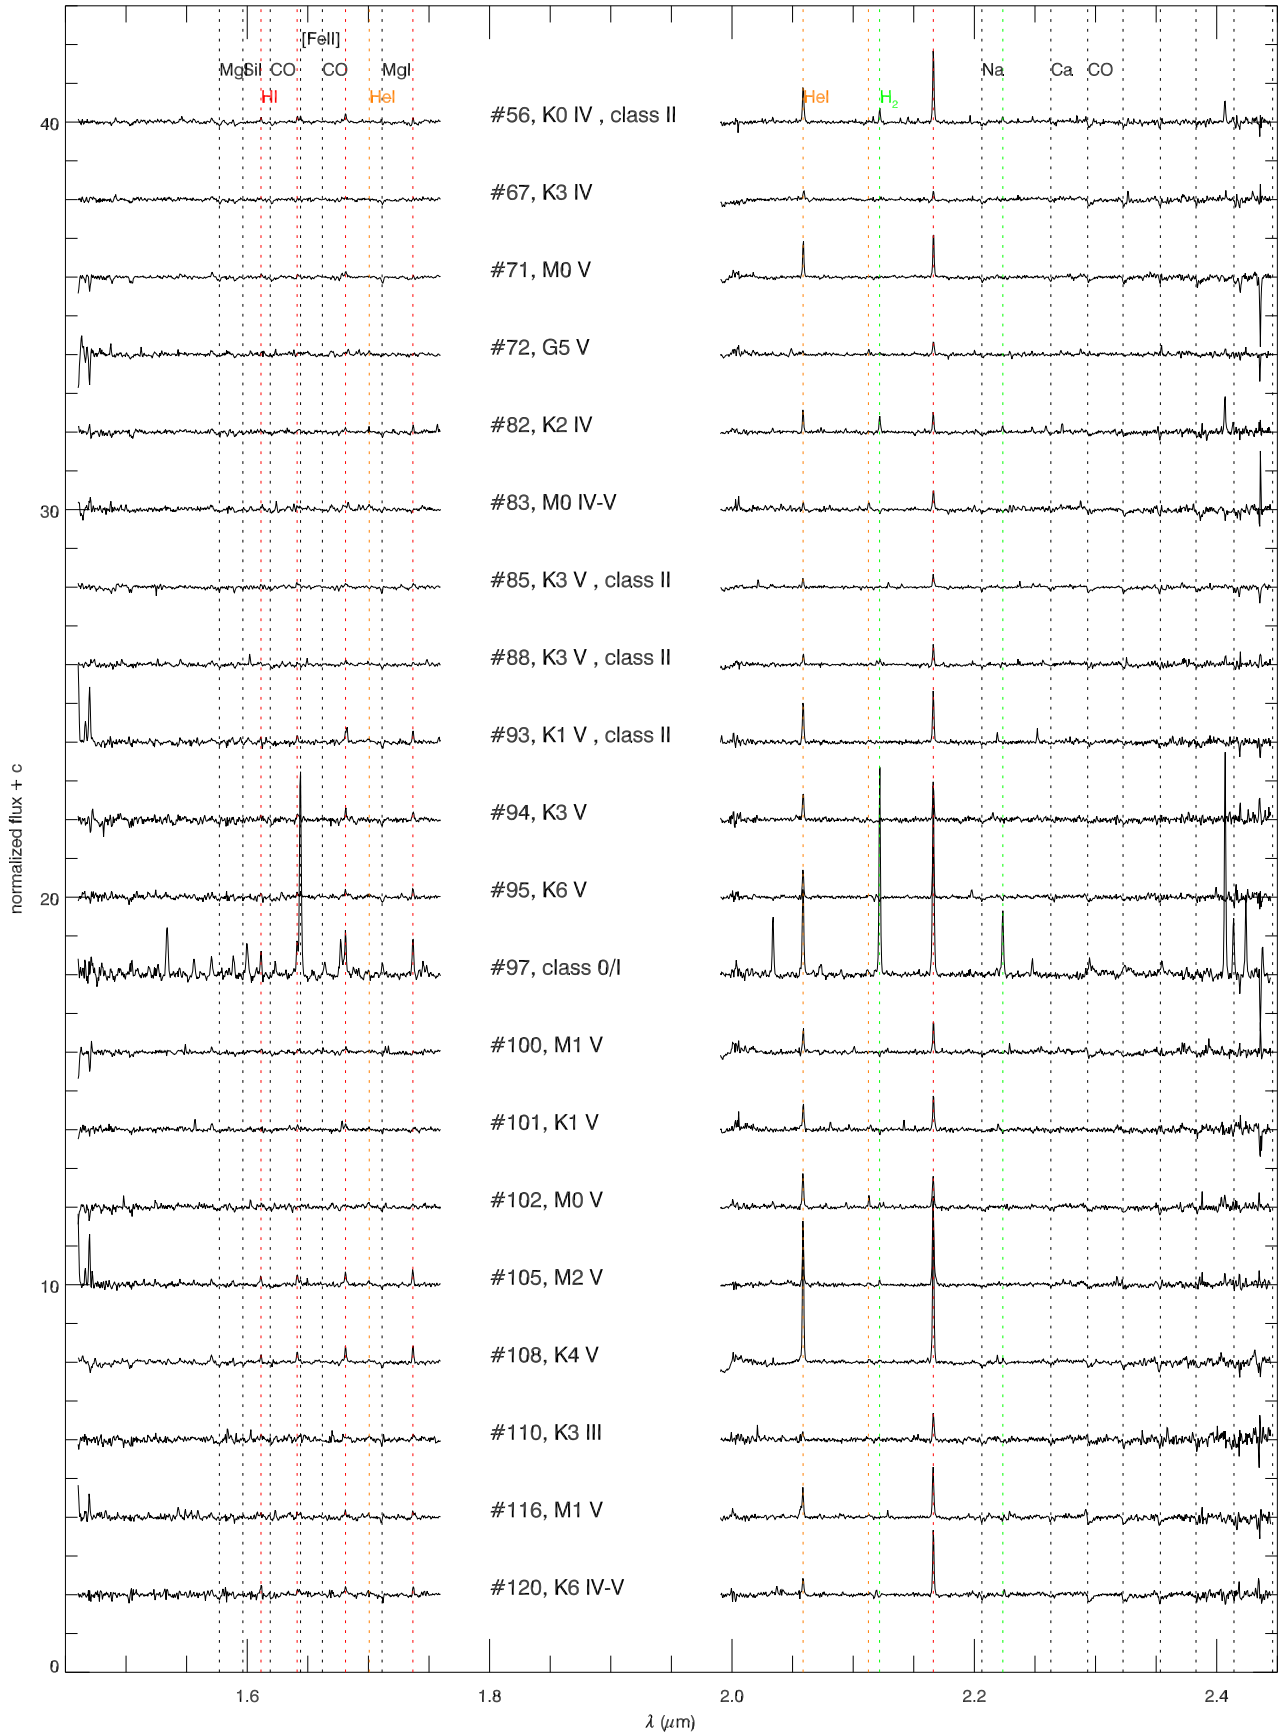 [FeII]
MgI SiI CO CO MgI Na Ca CO
HI HeI HeI H₂
#56, K0 IV , class II
40
#67, K3 IV
#71, M0 V
#72, G5 V
#82, K2 IV
#83, M0 IV-V
30
#85, K3 V , class II
#88, K3 V , class II
#93, K1 V , class II
normalized flux + c
#94, K3 V
#95, K6 V
20
#97, class 0/I
#100, M1 V
#101, K1 V
#102, M0 V
#105, M2 V
10
#108, K4 V
#110, K3 III
#116, M1 V
#120, K6 IV-V
0
1.6 1.8 2.0 2.2 2.4
λ (μm)